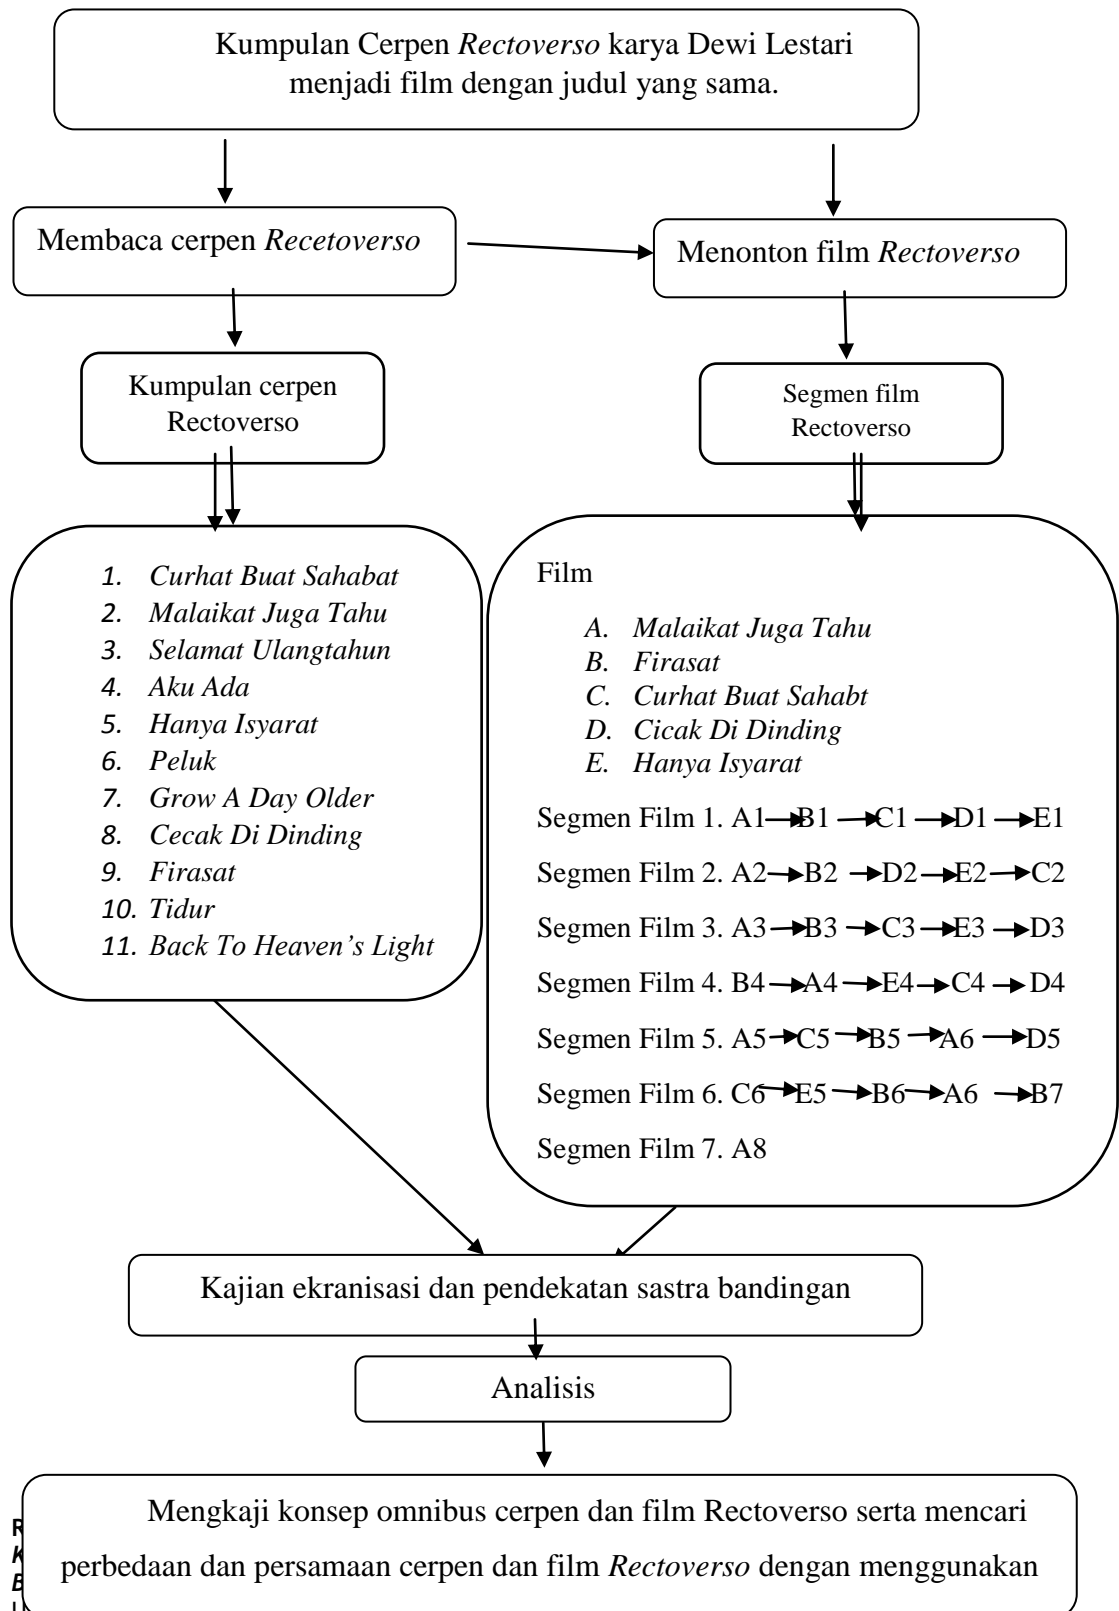 Kumpulan Cerpen Rectoverso karya Dewi Lestari
menjadi film dengan judul yang sama.
Membaca cerpen Recetoverso
Menonton film Rectoverso
Kumpulan cerpen
Rectoverso
Segmen film
Rectoverso
1. Curhat Buat Sahabat
2. Malaikat Juga Tahu
3. Selamat Ulangtahun
4. Aku Ada
5. Hanya Isyarat
6. Peluk
7. Grow A Day Older
8. Cecak Di Dinding
9. Firasat
10. Tidur
11. Back To Heaven's Light
Film
A. Malaikat Juga Tahu
B. Firasat
C. Curhat Buat Sahabt
D. Cicak Di Dinding
E. Hanya Isyarat
Segmen Film 1. A1 B1 C1 D1 E1
Segmen Film 2. A2 B2 D2 E2 C2
Segmen Film 3. A3 B3 C3 E3 D3
Segmen Film 4. B4 A4 E4 C4 D4
Segmen Film 5. A5 C5 B5 A6 D5
Segmen Film 6. C6 E5 B6 A6 B7
Segmen Film 7. A8
Kajian ekranisasi dan pendekatan sastra bandingan
Analisis
Mengkaji konsep omnibus cerpen dan film Rectoverso serta mencari
perbedaan dan persamaan cerpen dan film Rectoverso dengan menggunakan